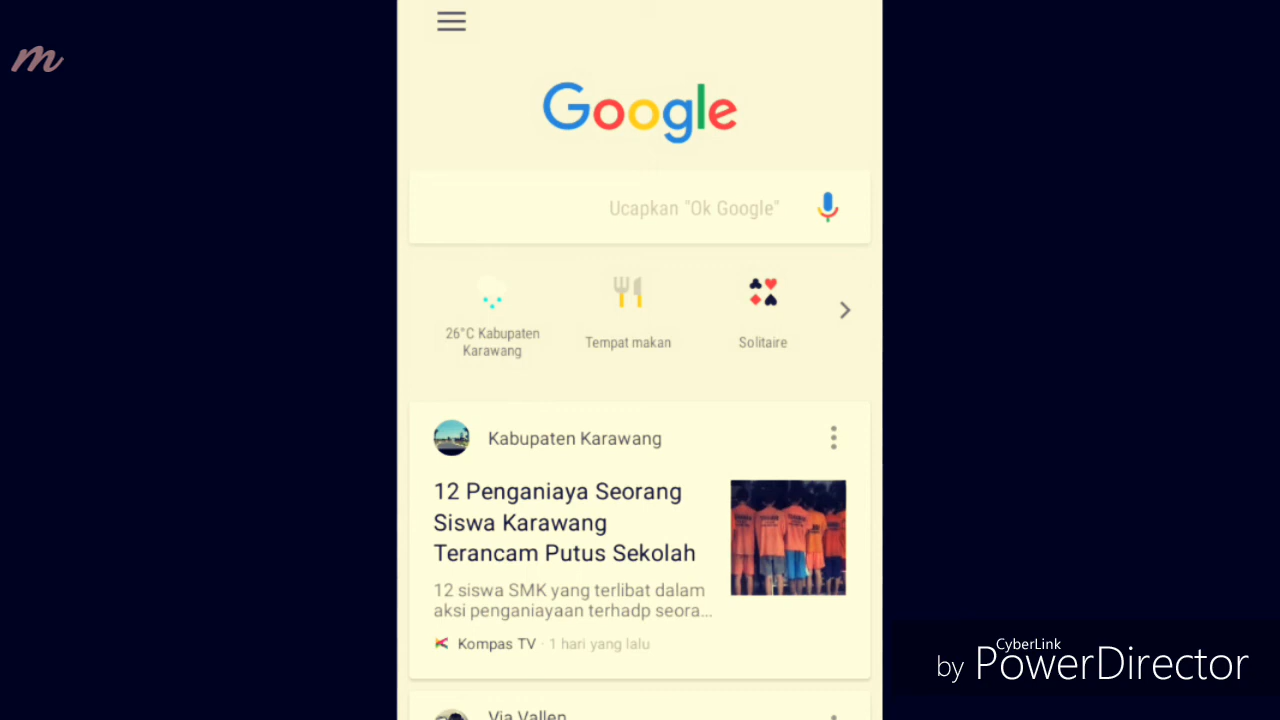 m
Google
Ucapkan "Ok Google"
26°C Kabupaten
Karawang
Tempat makan
Solitaire
Kabupaten Karawang
12 Penganiaya Seorang
Siswa Karawang
Terancam Putus Sekolah
12 siswa SMK yang terlibat dalam
aksi penganiayaan terhadp seora...
Kompas TV · 1 hari yang lalu
Via Vallen
CyberLink
by PowerDirector